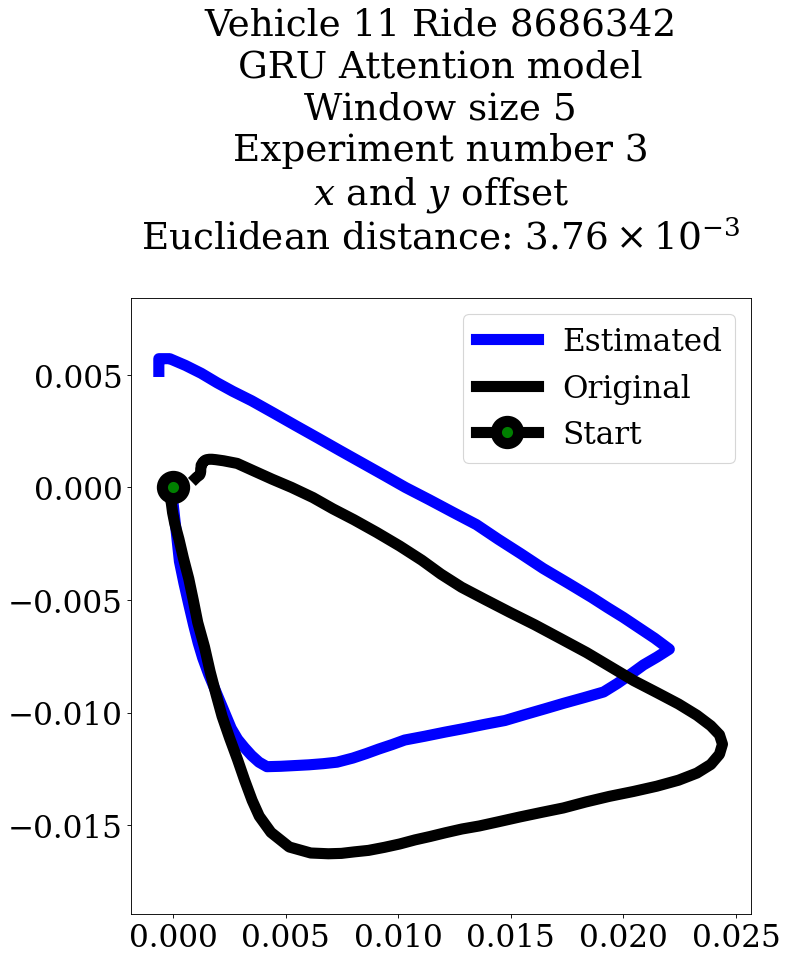 Vehicle 11 Ride 8686342
GRU Attention model
Window size 5
Experiment number 3
x and y offset
Euclidean distance: 3.76 × 10⁻³
Estimated
Original
Start
0.005
0.000
−0.005
−0.010
−0.015
0.000 0.005 0.010 0.015 0.020 0.025